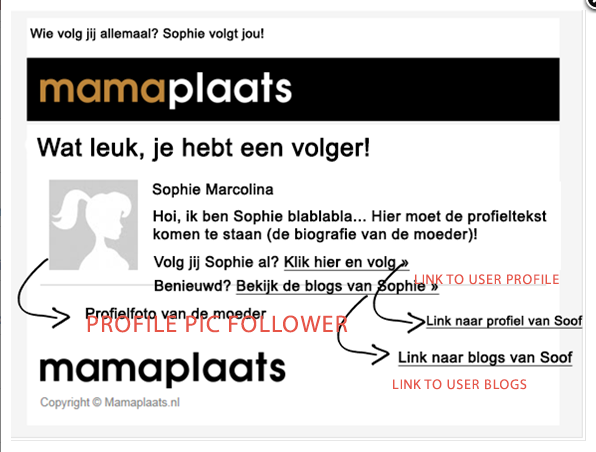 Wie volg jij allemaal? Sophie volgt jou!
mamaplaats
Wat leuk, je hebt een volger!
Sophie Marcolina
Hoi, ik ben Sophie blablabla... Hier moet de profieltekst
komen te staan (de biografie van de moeder)!
Volg jij Sophie al? Klik hier en volg »
Benieuwd? Bekijk de blogs van Sophie »
LINK TO USER PROFILE
Profielfoto van de moeder
PROFILE PIC FOLLOWER
Link naar profiel van Soof
mamaplaats
Link naar blogs van Soof
LINK TO USER BLOGS
Copyright © Mamaplaats.nl